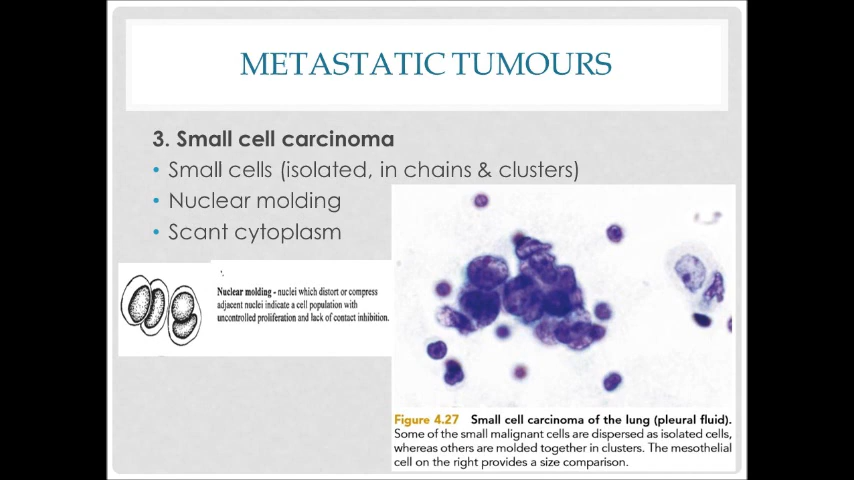 METASTATIC TUMOURS
3. Small cell carcinoma
• Small cells (isolated, in chains & clusters)
• Nuclear molding
• Scant cytoplasm
Nuclear molding - nuclei which distort or compress
adjacent nuclei indicate a cell population with
uncontrolled proliferation and lack of contact inhibition.
Figure 4.27 Small cell carcinoma of the lung (pleural fluid).
Some of the small malignant cells are dispersed as isolated cells,
whereas others are molded together in clusters. The mesothelial
cell on the right provides a size comparison.